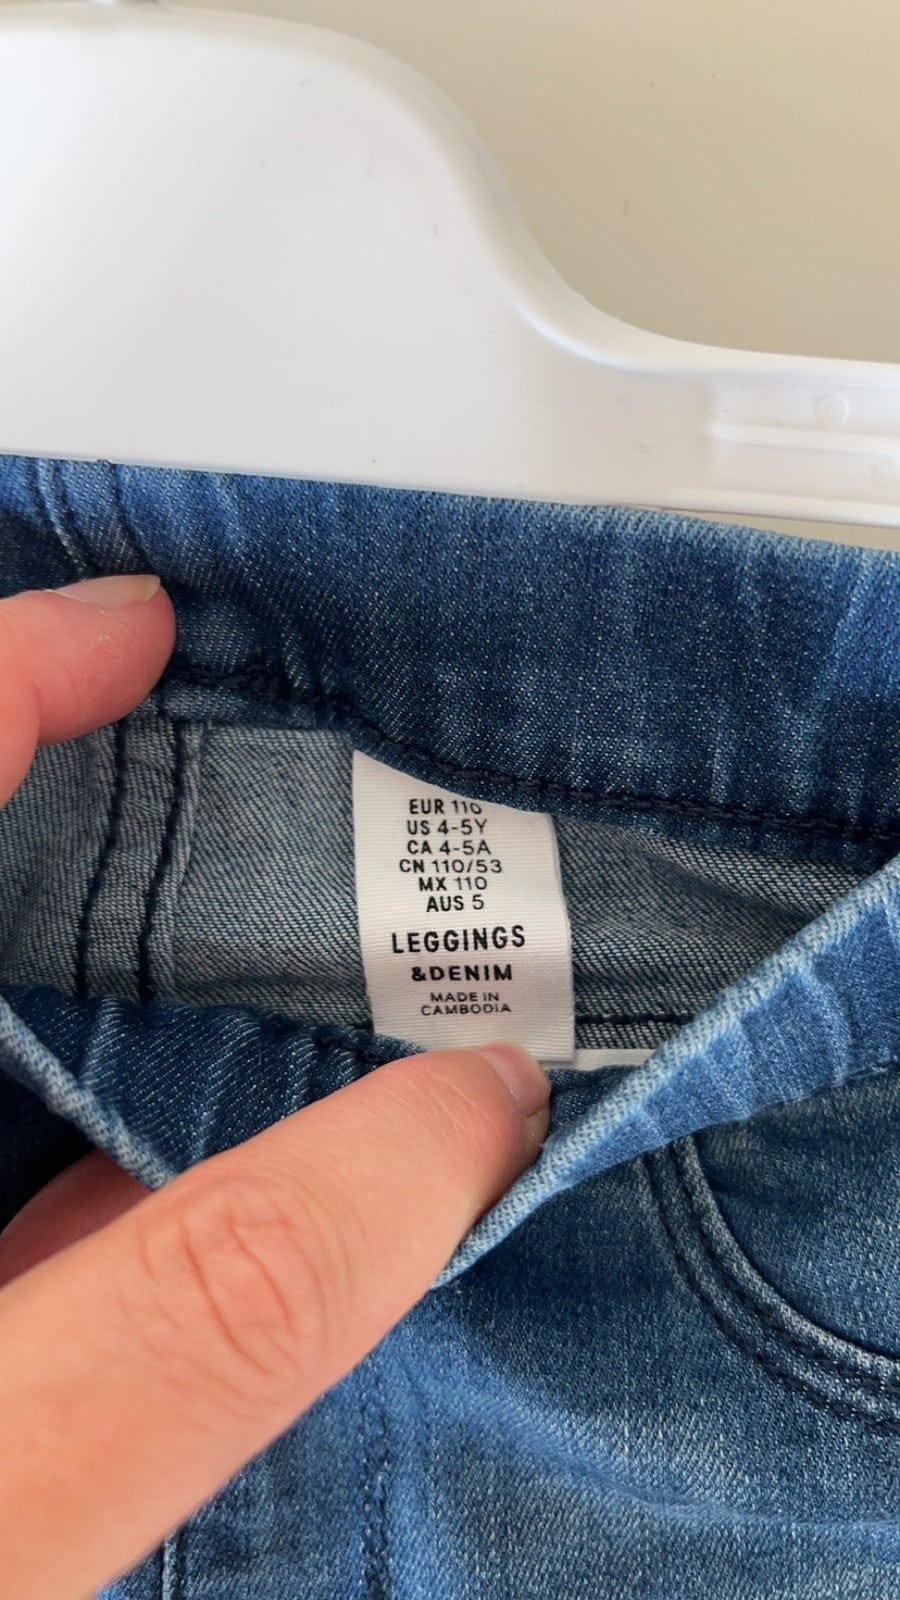 EUR 110
US 4-5Y
CA 4-5A
CN 110/53
MX 110
AUS 5
LEGGINGS
&DENIM
MADE IN
CAMBODIA